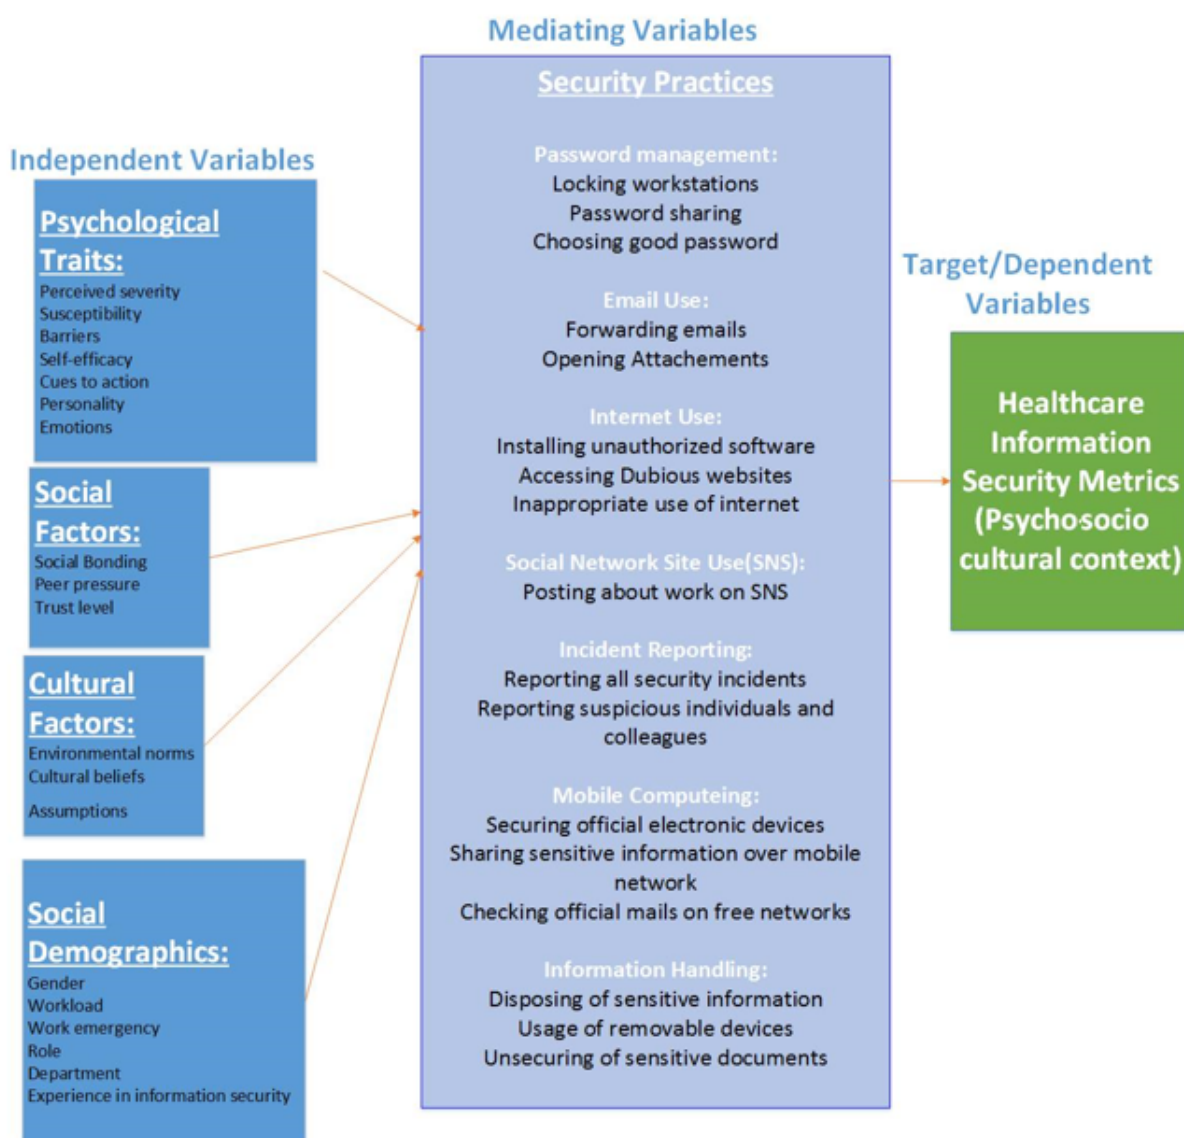 Mediating Variables
Security Practices
Password management:
Locking workstations
Password sharing
Choosing good password
Email Use:
Forwarding emails
Opening Attachements
Internet Use:
Installing unauthorized software
Accessing Dubious websites
Inappropriate use of internet
Social Network Site Use(SNS):
Posting about work on SNS
Incident Reporting:
Reporting all security incidents
Reporting suspicious individuals and
colleagues
Mobile Computeing:
Securing official electronic devices
Sharing sensitive information over mobile
network
Checking official mails on free networks
Information Handling:
Disposing of sensitive information
Usage of removable devices
Unsecuring of sensitive documents
Independent Variables
Psychological
Traits:
Perceived severity
Susceptibility
Barriers
Self-efficacy
Cues to action
Personality
Emotions
Social
Factors:
Social Bonding
Peer pressure
Trust level
Cultural
Factors:
Environmental norms
Cultural beliefs
Assumptions
Social
Demographics:
Gender
Workload
Work emergency
Role
Department
Experience in information security
Target/Dependent
Variables
Healthcare
Information
Security Metrics
(Psycho-socio
cultural context)